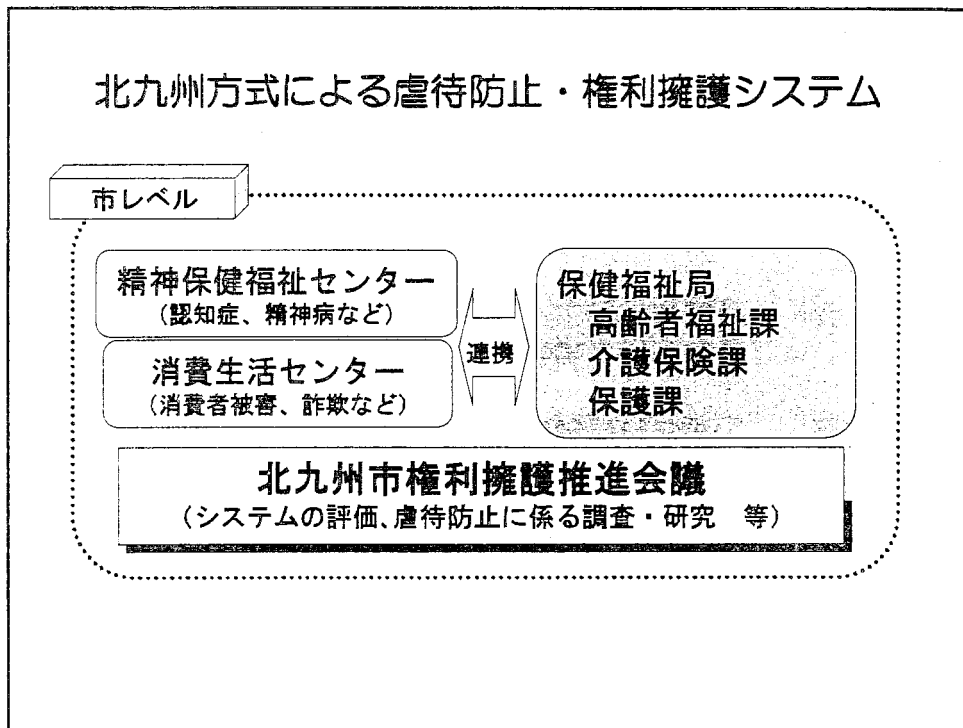 北九州方式による虐待防止・権利擁護システム
市レベル
精神保健福祉センター
(認知症、精神病など)
消費生活センター
(消費者被害、詐欺など)
連携
保健福祉局
高齢者福祉課
介護保険課
保護課
北九州市権利擁護推進会議
(システムの評価、虐待防止に係る調査・研究 等)